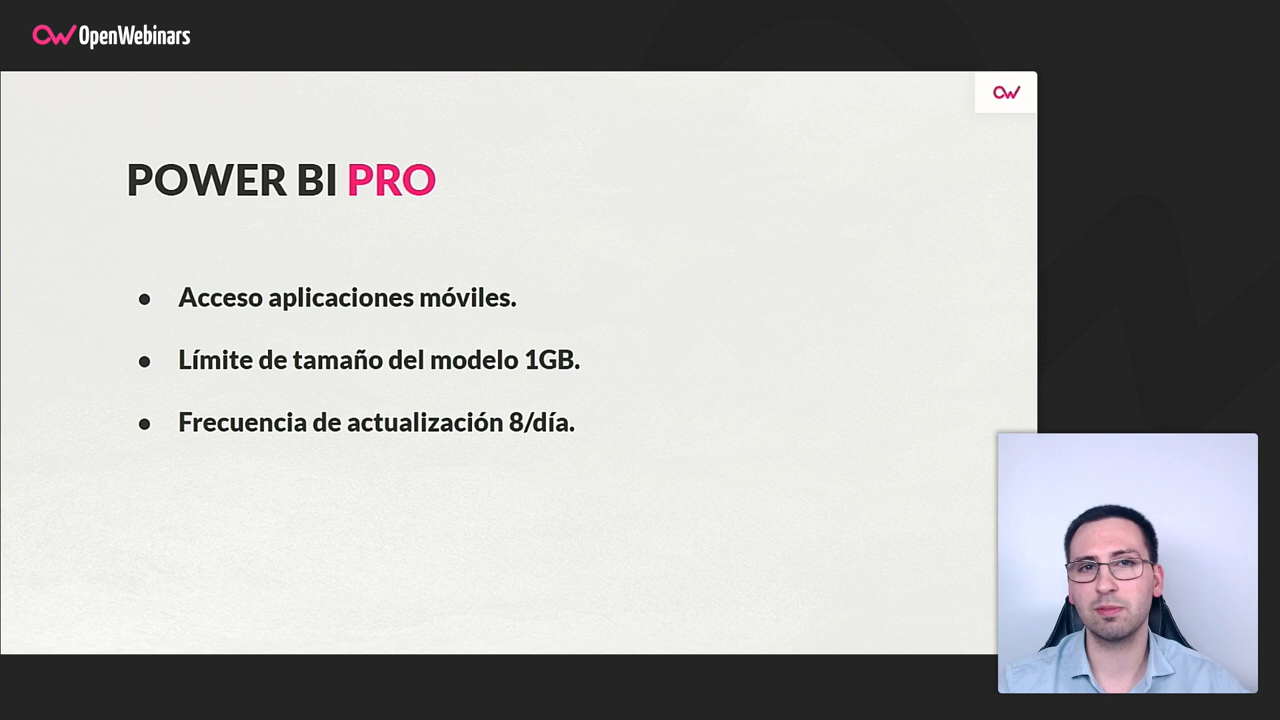 OpenWebinars
POWER BI PRO
● Acceso aplicaciones móviles.
● Límite de tamaño del modelo 1GB.
● Frecuencia de actualización 8/día.